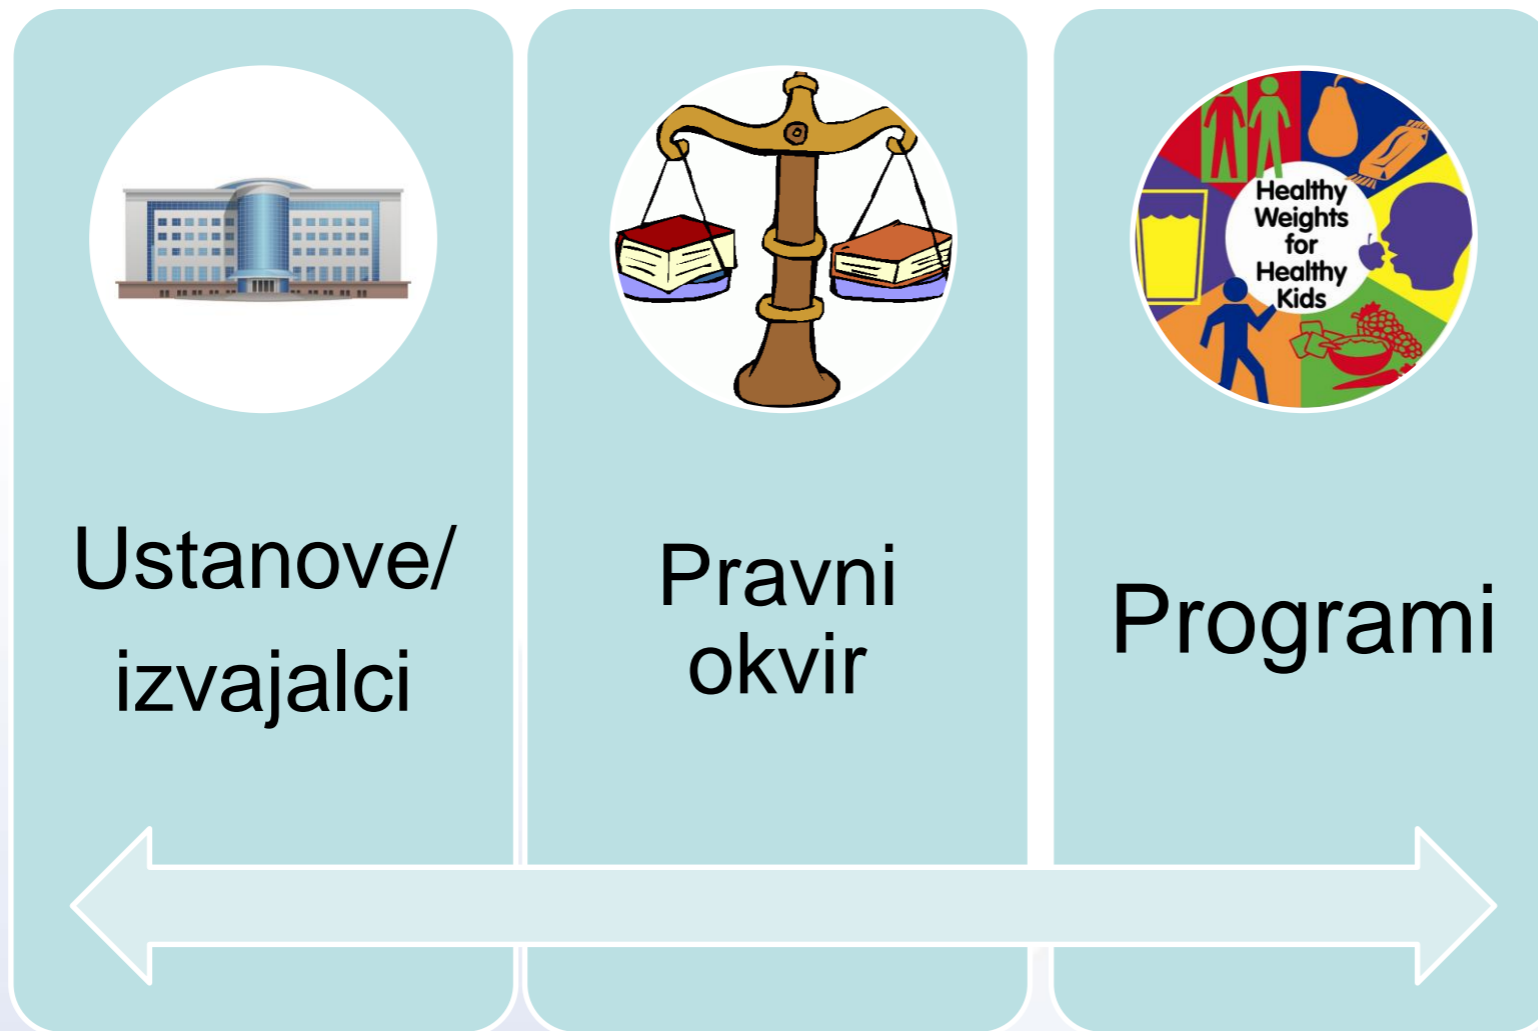 Healthy
Weights
for
Healthy
Kids
Ustanove/
izvajalci
Pravni
okvir
Programi